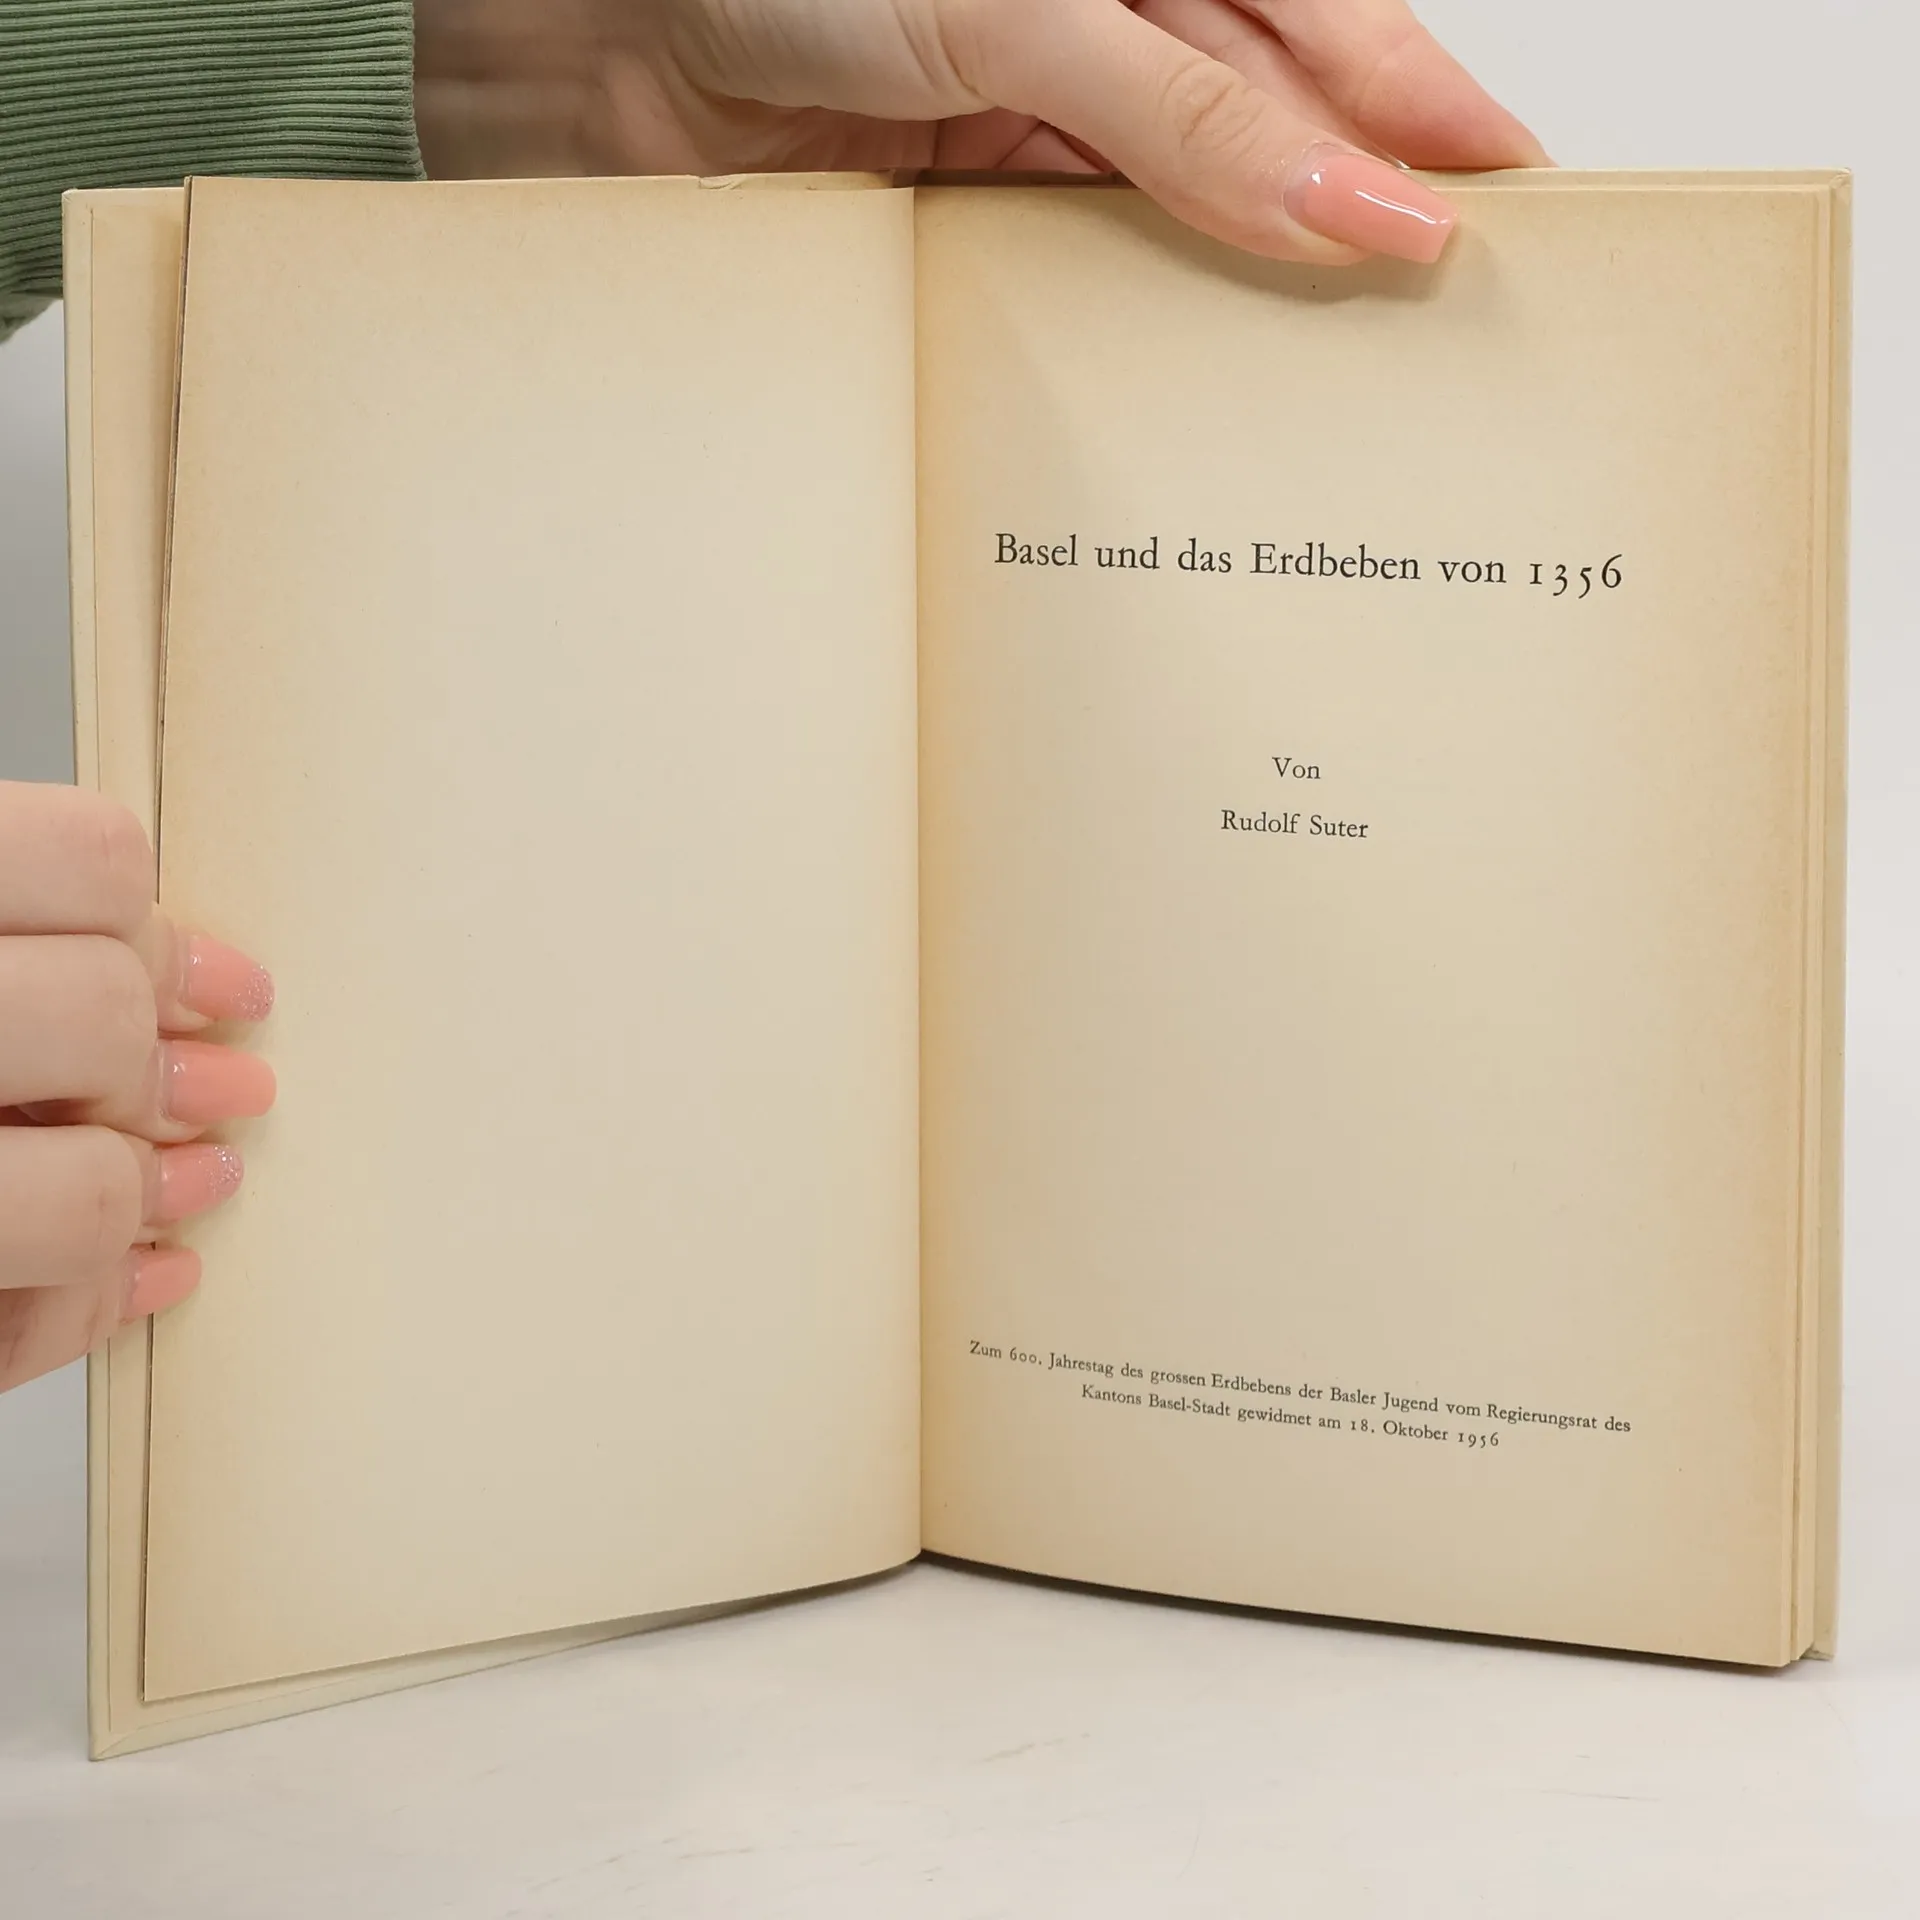 Basel und das Erdbeben von 1356
Von
Rudolf Suter
Zum 600. Jahrestag des grossen Erdbebens der Basler Jugend vom Regierungsrat des
Kantons Basel-Stadt gewidmet am 18. Oktober 1956